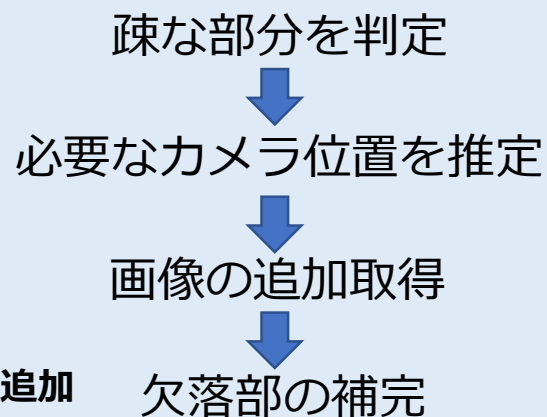 疎な部分を判定
必要なカメラ位置を推定
画像の追加取得
追加
欠落部の補完